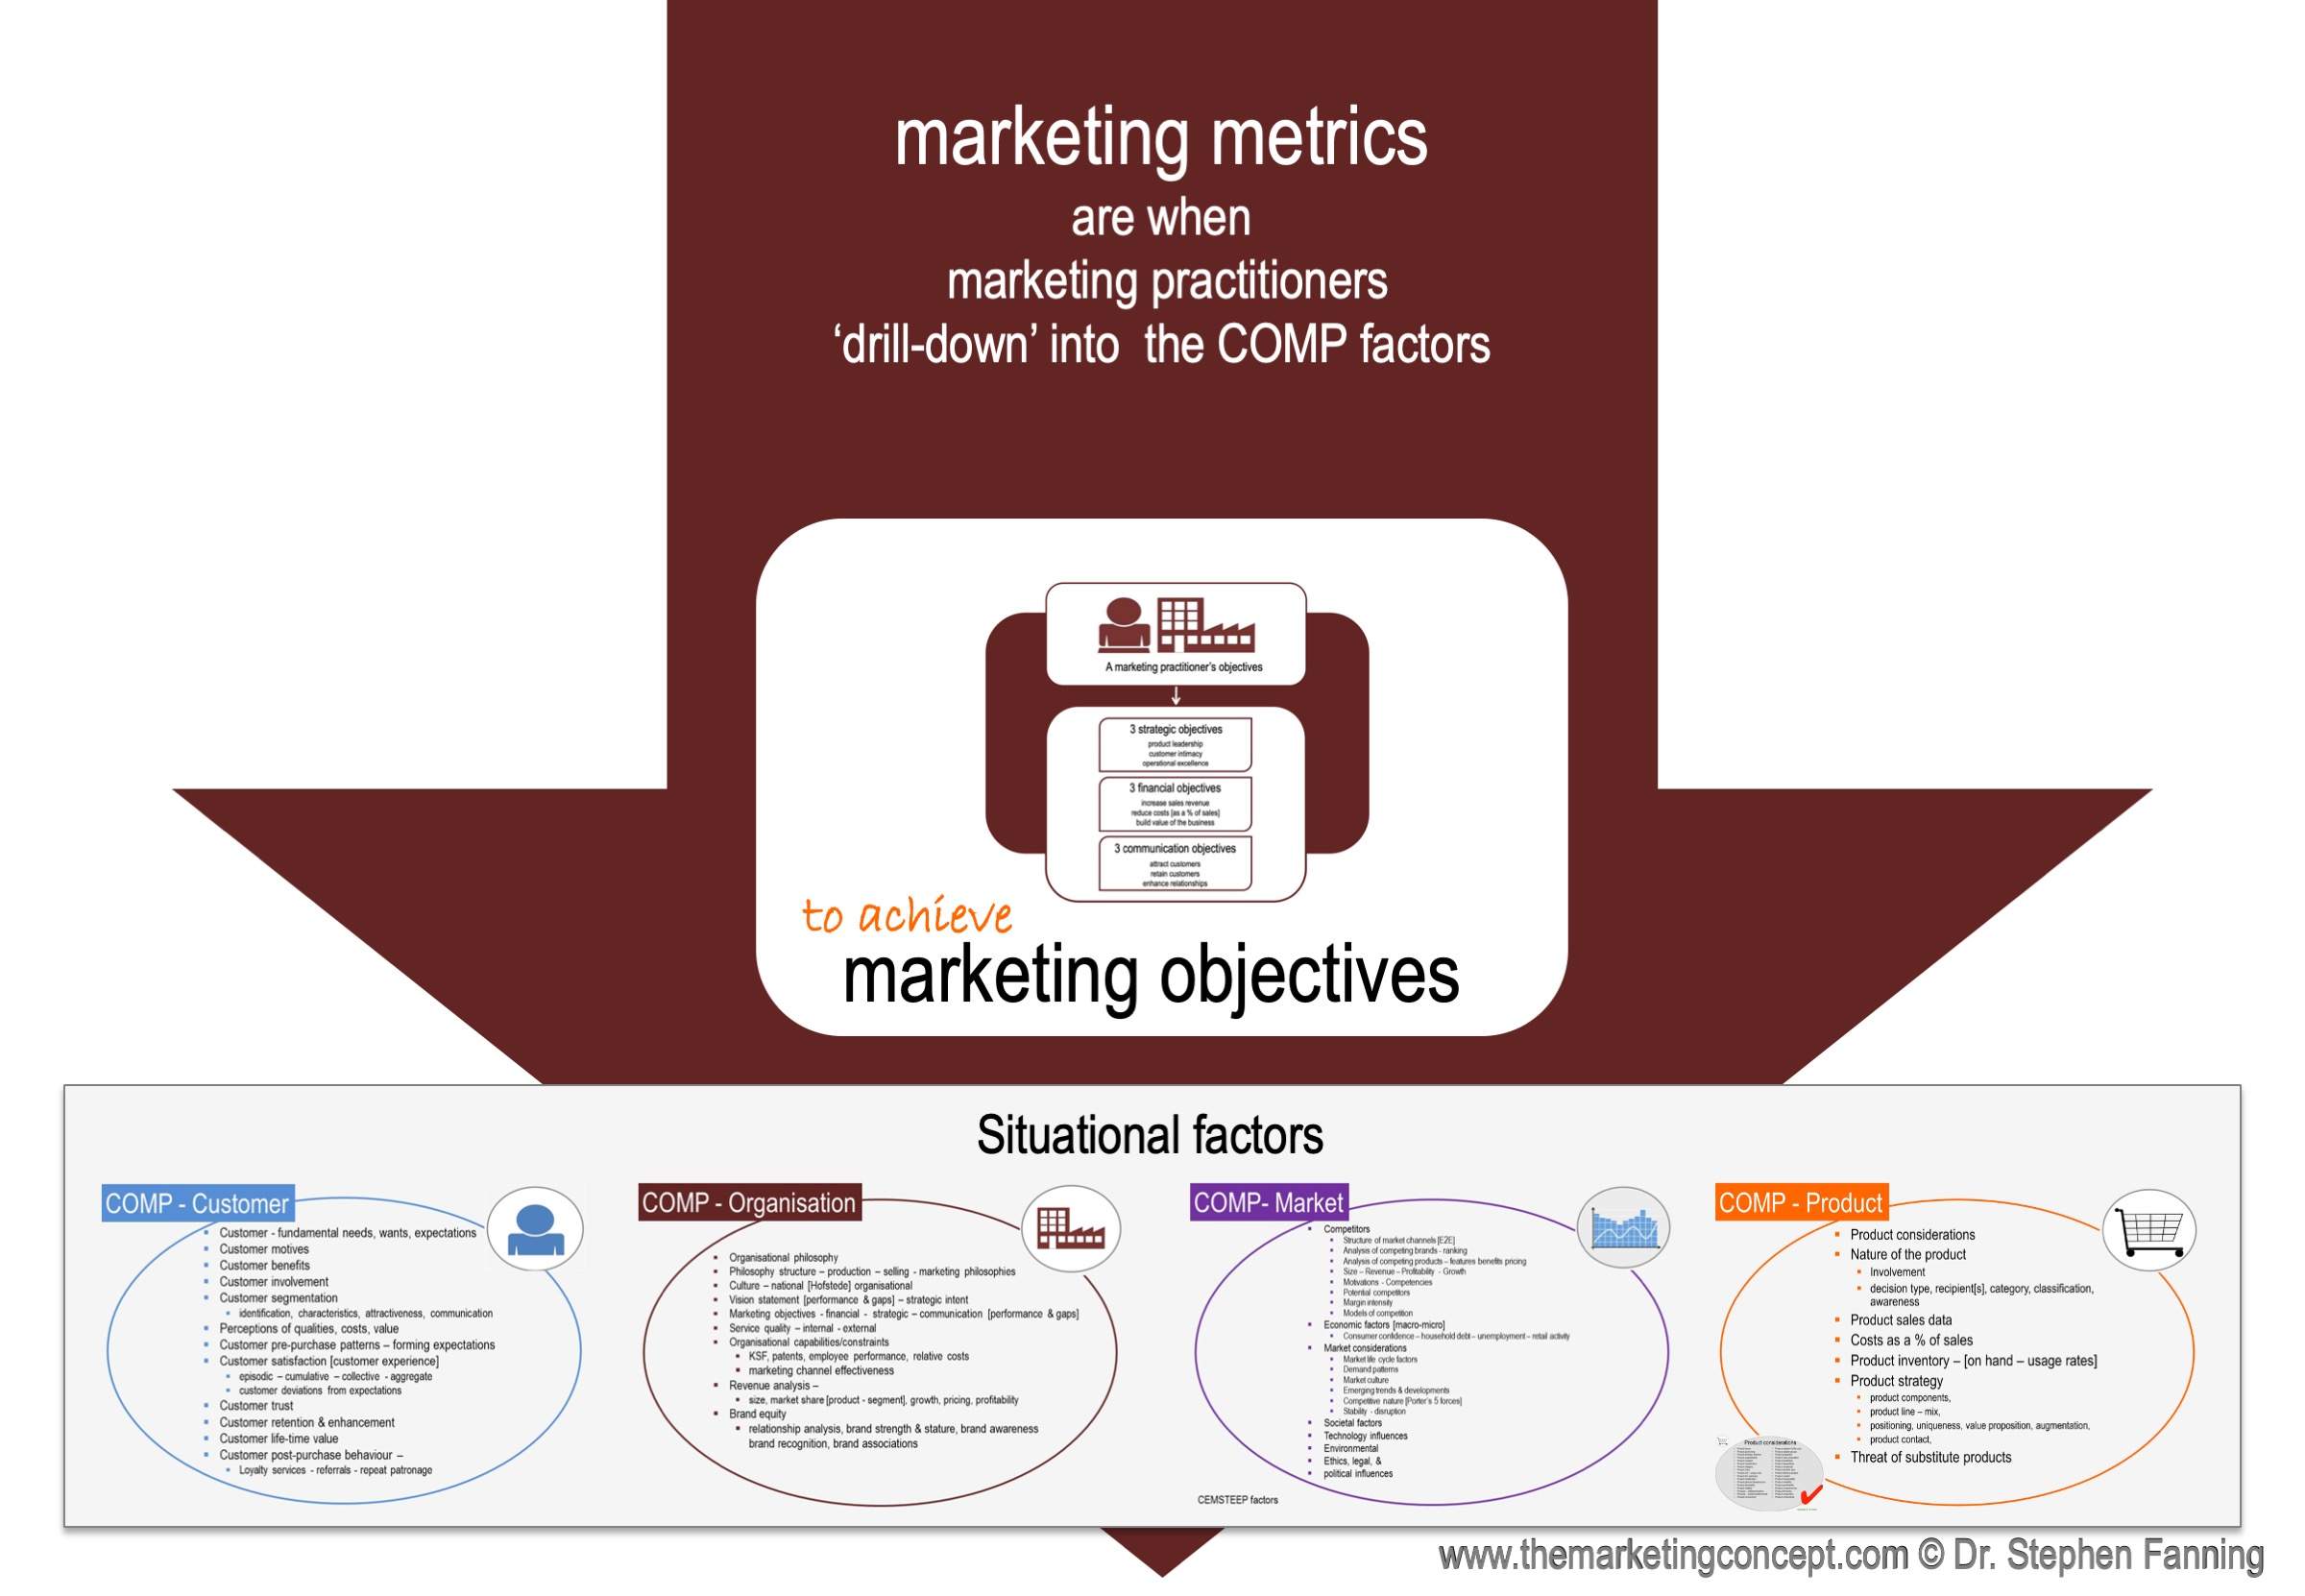 marketing metrics
are when
marketing practitioners
‘drill-down’ into the COMP factors
A marketing practitioner’s objectives
3 strategic objectives
product leadership
customer intimacy
operational excellence
3 financial objectives
increase sales revenue
reduce costs [as a % of sales]
build value of the business
3 communication objectives
attract customers
retain customers
enhance relationships
to achieve
marketing objectives
Situational factors
COMP - Customer
Customer - fundamental needs, wants, expectations
Customer motives
Customer benefits
Customer involvement
Customer segmentation
identification, characteristics, attractiveness, communication
Perceptions of qualities, costs, value
Customer pre-purchase patterns – forming expectations
Customer satisfaction [customer experience]
episodic – cumulative – collective - aggregate
customer deviations from expectations
Customer trust
Customer retention & enhancement
Customer life-time value
Customer post-purchase behaviour –
Loyalty services - referrals - repeat patronage
COMP - Organisation
Organisational philosophy
Philosophy structure – production – selling - marketing philosophies
Culture – national [Hofstede] organisational
Vision statement [performance & gaps] – strategic intent
Marketing objectives - financial - strategic – communication [performance & gaps]
Service quality – internal - external
Organisational capabilities/constraints
KSF, patents, employee performance, relative costs
marketing channel effectiveness
Revenue analysis –
size, market share [product - segment], growth, pricing, profitability
Brand equity
relationship analysis, brand strength & stature, brand awareness
brand recognition, brand associations
COMP- Market
Competitors
Structure of market channels [E2E]
Analysis of competing brands - ranking
Analysis of competing products – features benefits pricing
Size – Revenue – Profitability - Growth
Motivations - Competencies
Potential competitors
Margin intensity
Models of competition
Economic factors [macro-micro]
Consumer confidence – household debt – unemployment – retail activity
Market considerations
Market life cycle factors
Demand patterns
Market culture
Emerging trends & developments
Competitive nature [Porter’s 5 forces]
Stability - disruption
Societal factors
Technology influences
Environmental
Ethics, legal, &
political influences
CEMSTEEP factors
COMP - Product
Product considerations
Nature of the product
Involvement
decision type, recipient[s], category, classification,
awareness
Product sales data
Costs as a % of sales
Product inventory – [on hand – usage rates]
Product strategy
product components,
product line – mix,
positioning, uniqueness, value proposition, augmentation,
product contact,
Threat of substitute products
Product considerations
www.themarketingconcept.com © Dr. Stephen Fanning